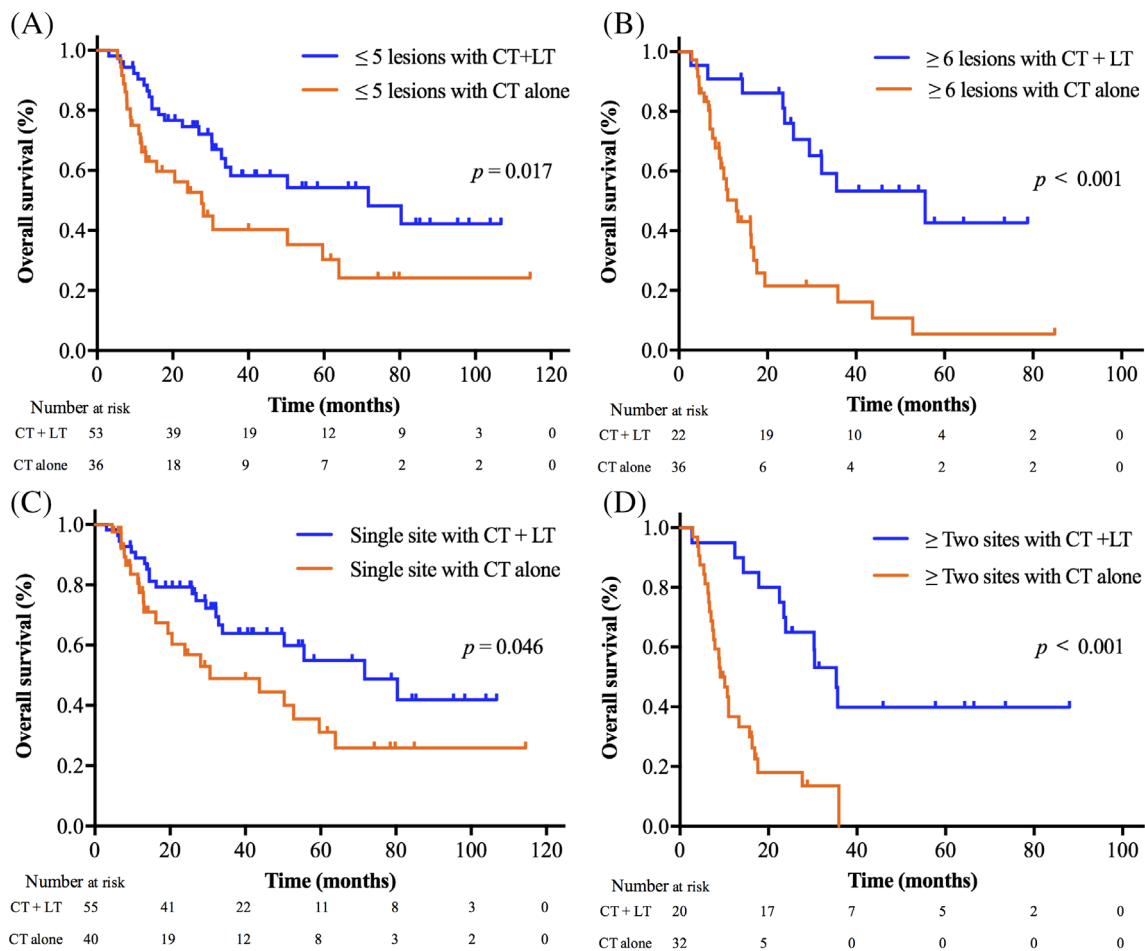 (A)
≤ 5 lesions with CT+LT
≤ 5 lesions with CT alone
p = 0.017
Overall survival (%)
1.0
0.8
0.6
0.4
0.2
0.0
0 20 40 60 80 100 120
Time (months)
Number at risk
CT + LT 53 39 19 12 9 3 0
CT alone 36 18 9 7 2 2 0
(B)
≥ 6 lesions with CT + LT
≥ 6 lesions with CT alone
p < 0.001
Overall survival (%)
1.0
0.8
0.6
0.4
0.2
0.0
0 20 40 60 80 100
Time (months)
Number at risk
CT + LT 22 19 10 4 2 0
CT alone 36 6 4 2 2 0
(C)
Single site with CT + LT
Single site with CT alone
p = 0.046
Overall survival (%)
1.0
0.8
0.6
0.4
0.2
0.0
0 20 40 60 80 100 120
Time (months)
Number at risk
CT + LT 55 41 22 11 8 3 0
CT alone 40 19 12 8 3 2 0
(D)
≥ Two sites with CT +LT
≥ Two sites with CT alone
p < 0.001
Overall survival (%)
1.0
0.8
0.6
0.4
0.2
0.0
0 20 40 60 80 100
Time (months)
Number at risk
CT + LT 20 17 7 5 2 0
CT alone 32 5 0 0 0 0